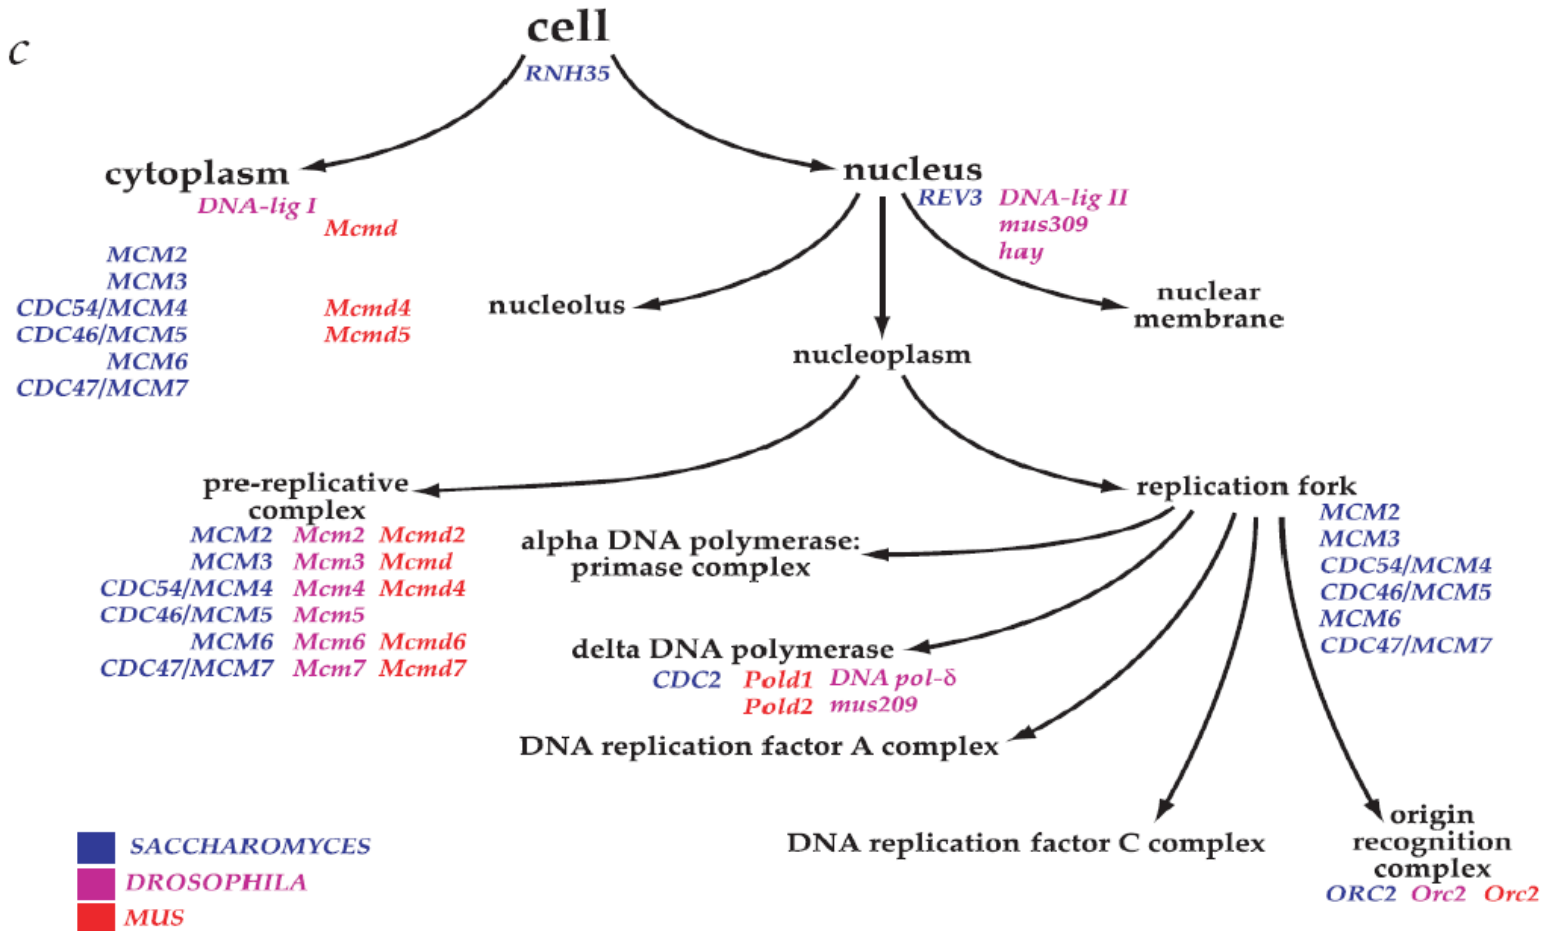 C
cell
RNH35
cytoplasm
DNA-lig I
Mcmd
MCM2
MCM3
CDC54/MCM4 Mcmd4
CDC46/MCM5 Mcmd5
MCM6
CDC47/MCM7
nucleus
REV3 DNA-lig II
mus309
hay
nucleolus
nuclear
membrane
nucleoplasm
pre-replicative
complex
MCM2 Mcm2 Mcmd2
MCM3 Mcm3 Mcmd
CDC54/MCM4 Mcm4 Mcmd4
CDC46/MCM5 Mcm5
MCM6 Mcm6 Mcmd6
CDC47/MCM7 Mcm7 Mcmd7
replication fork
MCM2
MCM3
CDC54/MCM4
CDC46/MCM5
MCM6
CDC47/MCM7
alpha DNA polymerase:
primase complex
delta DNA polymerase
CDC2 Pold1 DNA pol-δ
Pold2 mus209
DNA replication factor A complex
DNA replication factor C complex
origin
recognition
complex
ORC2 Orc2 Orc2
SACCHAROMYCES
DROSOPHILA
MUS